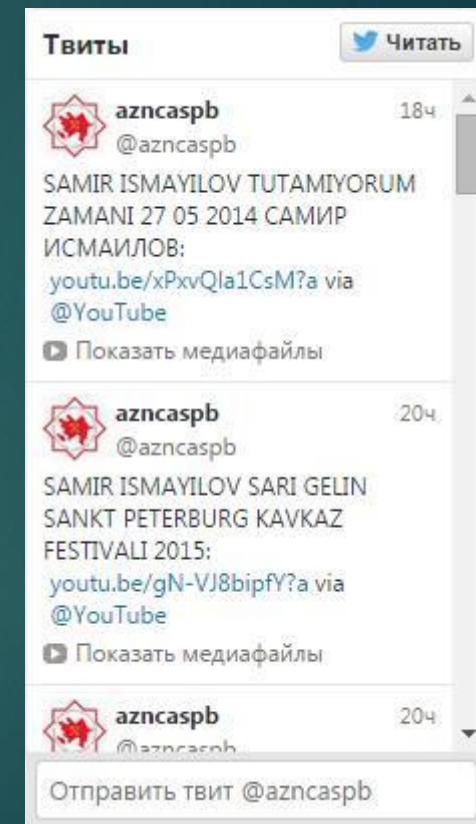 Твиты
Читать
azncaspb 18ч
@azncaspb
SAMIR ISMAYILOV TUTAMIYORUM
ZAMANI 27 05 2014 САМИР
ИСМАИЛОВ:
youtu.be/xPxvQla1CsM?a via
@YouTube
Показать медиафайлы
azncaspb 20ч
@azncaspb
SAMIR ISMAYILOV SARI GELIN
SANKT PETERBURG KAVKAZ
FESTIVALI 2015:
youtu.be/gN-VJ8bipfY?a via
@YouTube
Показать медиафайлы
azncaspb 20ч
@azncaspb
Отправить твит @azncaspb